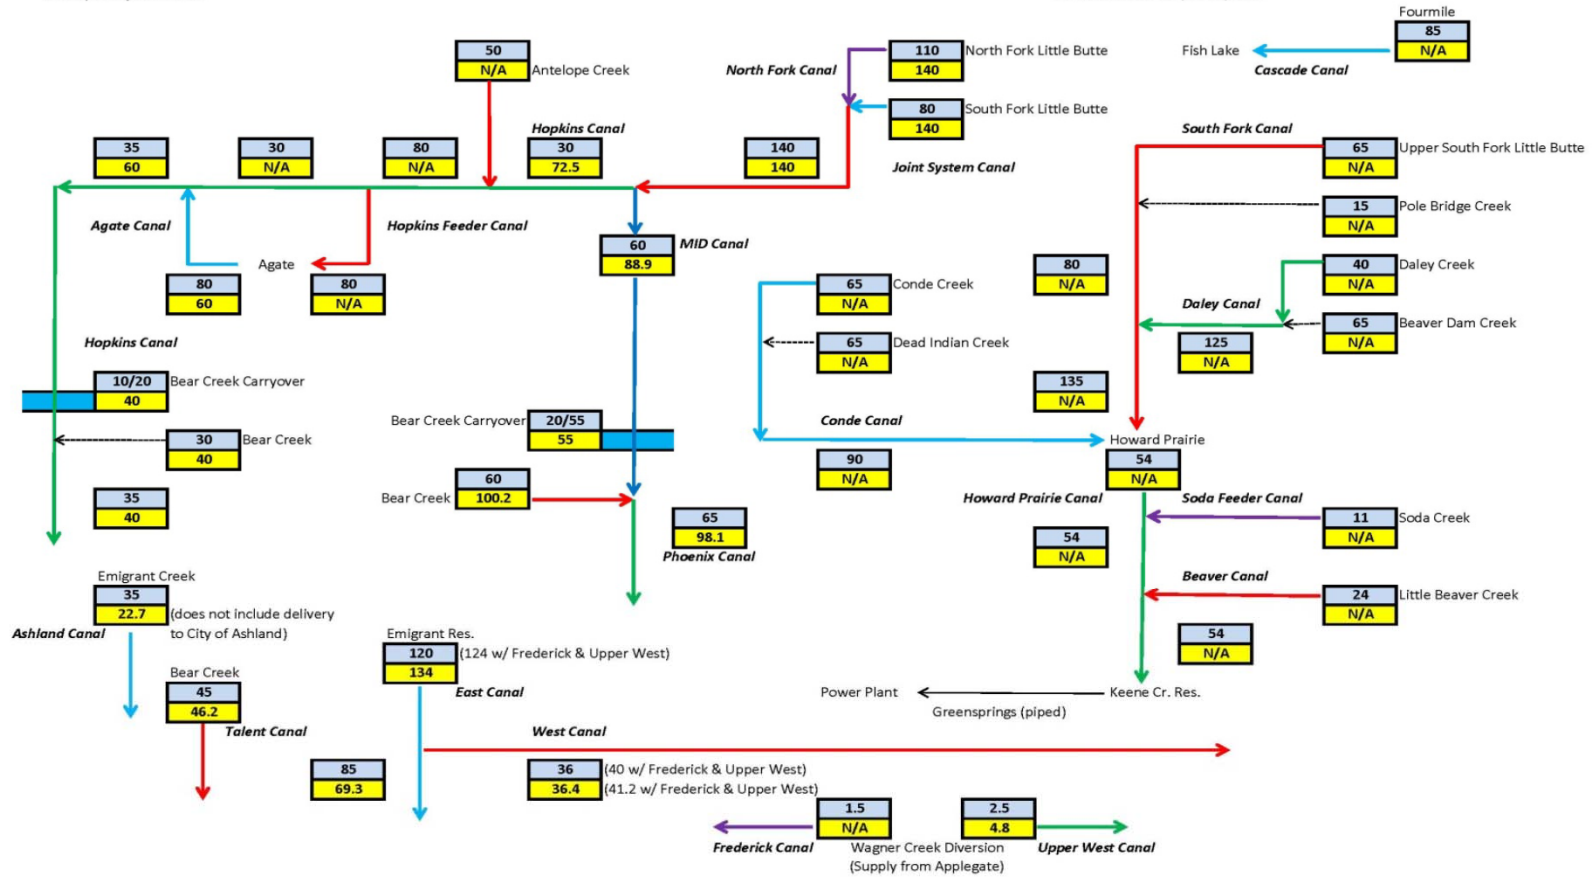 Fourmile
85
N/A
Fish Lake
Cascade Canal
50
N/A
Antelope Creek
North Fork Canal
110
140
North Fork Little Butte
80
140
South Fork Little Butte
Joint System Canal
35
60
30
N/A
80
N/A
Hopkins Canal
30
72.5
140
140
South Fork Canal
65
N/A
Upper South Fork Little Butte
15
N/A
Pole Bridge Creek
Agate Canal
Hopkins Feeder Canal
Agate
80
60
80
N/A
60
88.9
MID Canal
65
N/A
Conde Creek
65
N/A
Dead Indian Creek
80
N/A
40
N/A
Daley Creek
Daley Canal
65
N/A
Beaver Dam Creek
125
N/A
Hopkins Canal
10/20
40
Bear Creek Carryover
30
40
Bear Creek
35
40
Bear Creek Carryover
20/55
55
Bear Creek
60
100.2
65
98.1
Phoenix Canal
135
N/A
Conde Canal
90
N/A
Howard Prairie
54
N/A
Howard Prairie Canal
Soda Feeder Canal
11
N/A
Soda Creek
54
N/A
Beaver Canal
24
N/A
Little Beaver Creek
54
N/A
Emigrant Creek
35
22.7
(does not include delivery
to City of Ashland)
Ashland Canal
Bear Creek
45
46.2
Talent Canal
Emigrant Res.
120
134
(124 w/ Frederick & Upper West)
East Canal
Power Plant
Keene Cr. Res.
Greensprings (piped)
West Canal
85
69.3
36
36.4
(40 w/ Frederick & Upper West)
(41.2 w/ Frederick & Upper West)
1.5
N/A
2.5
4.8
Frederick Canal
Wagner Creek Diversion
(Supply from Applegate)
Upper West Canal